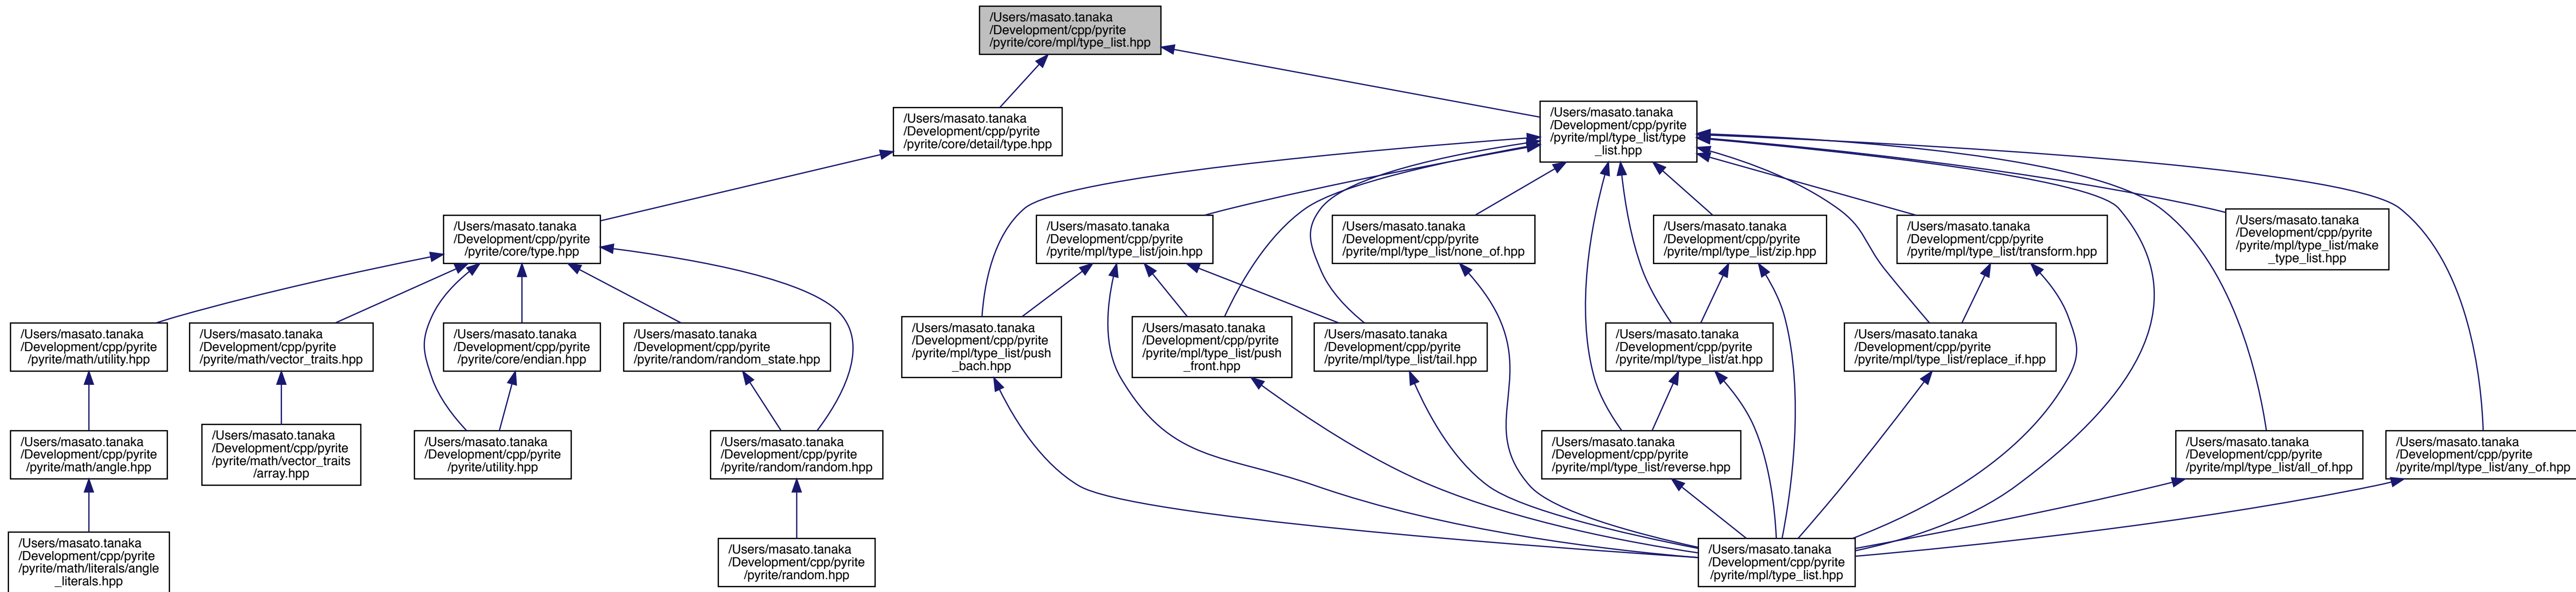 /Users/masato.tanaka
/Development/cpp/pyrite
/pyrite/core/mpl/type_list.hpp
/Users/masato.tanaka
/Development/cpp/pyrite
/pyrite/core/detail/type.hpp
/Users/masato.tanaka
/Development/cpp/pyrite
/pyrite/mpl/type_list/type
_list.hpp
/Users/masato.tanaka
/Development/cpp/pyrite
/pyrite/core/type.hpp
/Users/masato.tanaka
/Development/cpp/pyrite
/pyrite/mpl/type_list/join.hpp
/Users/masato.tanaka
/Development/cpp/pyrite
/pyrite/mpl/type_list/none_of.hpp
/Users/masato.tanaka
/Development/cpp/pyrite
/pyrite/mpl/type_list/zip.hpp
/Users/masato.tanaka
/Development/cpp/pyrite
/pyrite/mpl/type_list/transform.hpp
/Users/masato.tanaka
/Development/cpp/pyrite
/pyrite/mpl/type_list/make
_type_list.hpp
/Users/masato.tanaka
/Development/cpp/pyrite
/pyrite/math/utility.hpp
/Users/masato.tanaka
/Development/cpp/pyrite
/pyrite/math/vector_traits.hpp
/Users/masato.tanaka
/Development/cpp/pyrite
/pyrite/core/endian.hpp
/Users/masato.tanaka
/Development/cpp/pyrite
/pyrite/random/random_state.hpp
/Users/masato.tanaka
/Development/cpp/pyrite
/pyrite/mpl/type_list/push
_bach.hpp
/Users/masato.tanaka
/Development/cpp/pyrite
/pyrite/mpl/type_list/push
_front.hpp
/Users/masato.tanaka
/Development/cpp/pyrite
/pyrite/mpl/type_list/tail.hpp
/Users/masato.tanaka
/Development/cpp/pyrite
/pyrite/mpl/type_list/at.hpp
/Users/masato.tanaka
/Development/cpp/pyrite
/pyrite/mpl/type_list/replace_if.hpp
/Users/masato.tanaka
/Development/cpp/pyrite
/pyrite/math/angle.hpp
/Users/masato.tanaka
/Development/cpp/pyrite
/pyrite/math/vector_traits
/array.hpp
/Users/masato.tanaka
/Development/cpp/pyrite
/pyrite/utility.hpp
/Users/masato.tanaka
/Development/cpp/pyrite
/pyrite/random/random.hpp
/Users/masato.tanaka
/Development/cpp/pyrite
/pyrite/mpl/type_list/reverse.hpp
/Users/masato.tanaka
/Development/cpp/pyrite
/pyrite/mpl/type_list/all_of.hpp
/Users/masato.tanaka
/Development/cpp/pyrite
/pyrite/mpl/type_list/any_of.hpp
/Users/masato.tanaka
/Development/cpp/pyrite
/pyrite/math/literals/angle
_literals.hpp
/Users/masato.tanaka
/Development/cpp/pyrite
/pyrite/random.hpp
/Users/masato.tanaka
/Development/cpp/pyrite
/pyrite/mpl/type_list.hpp